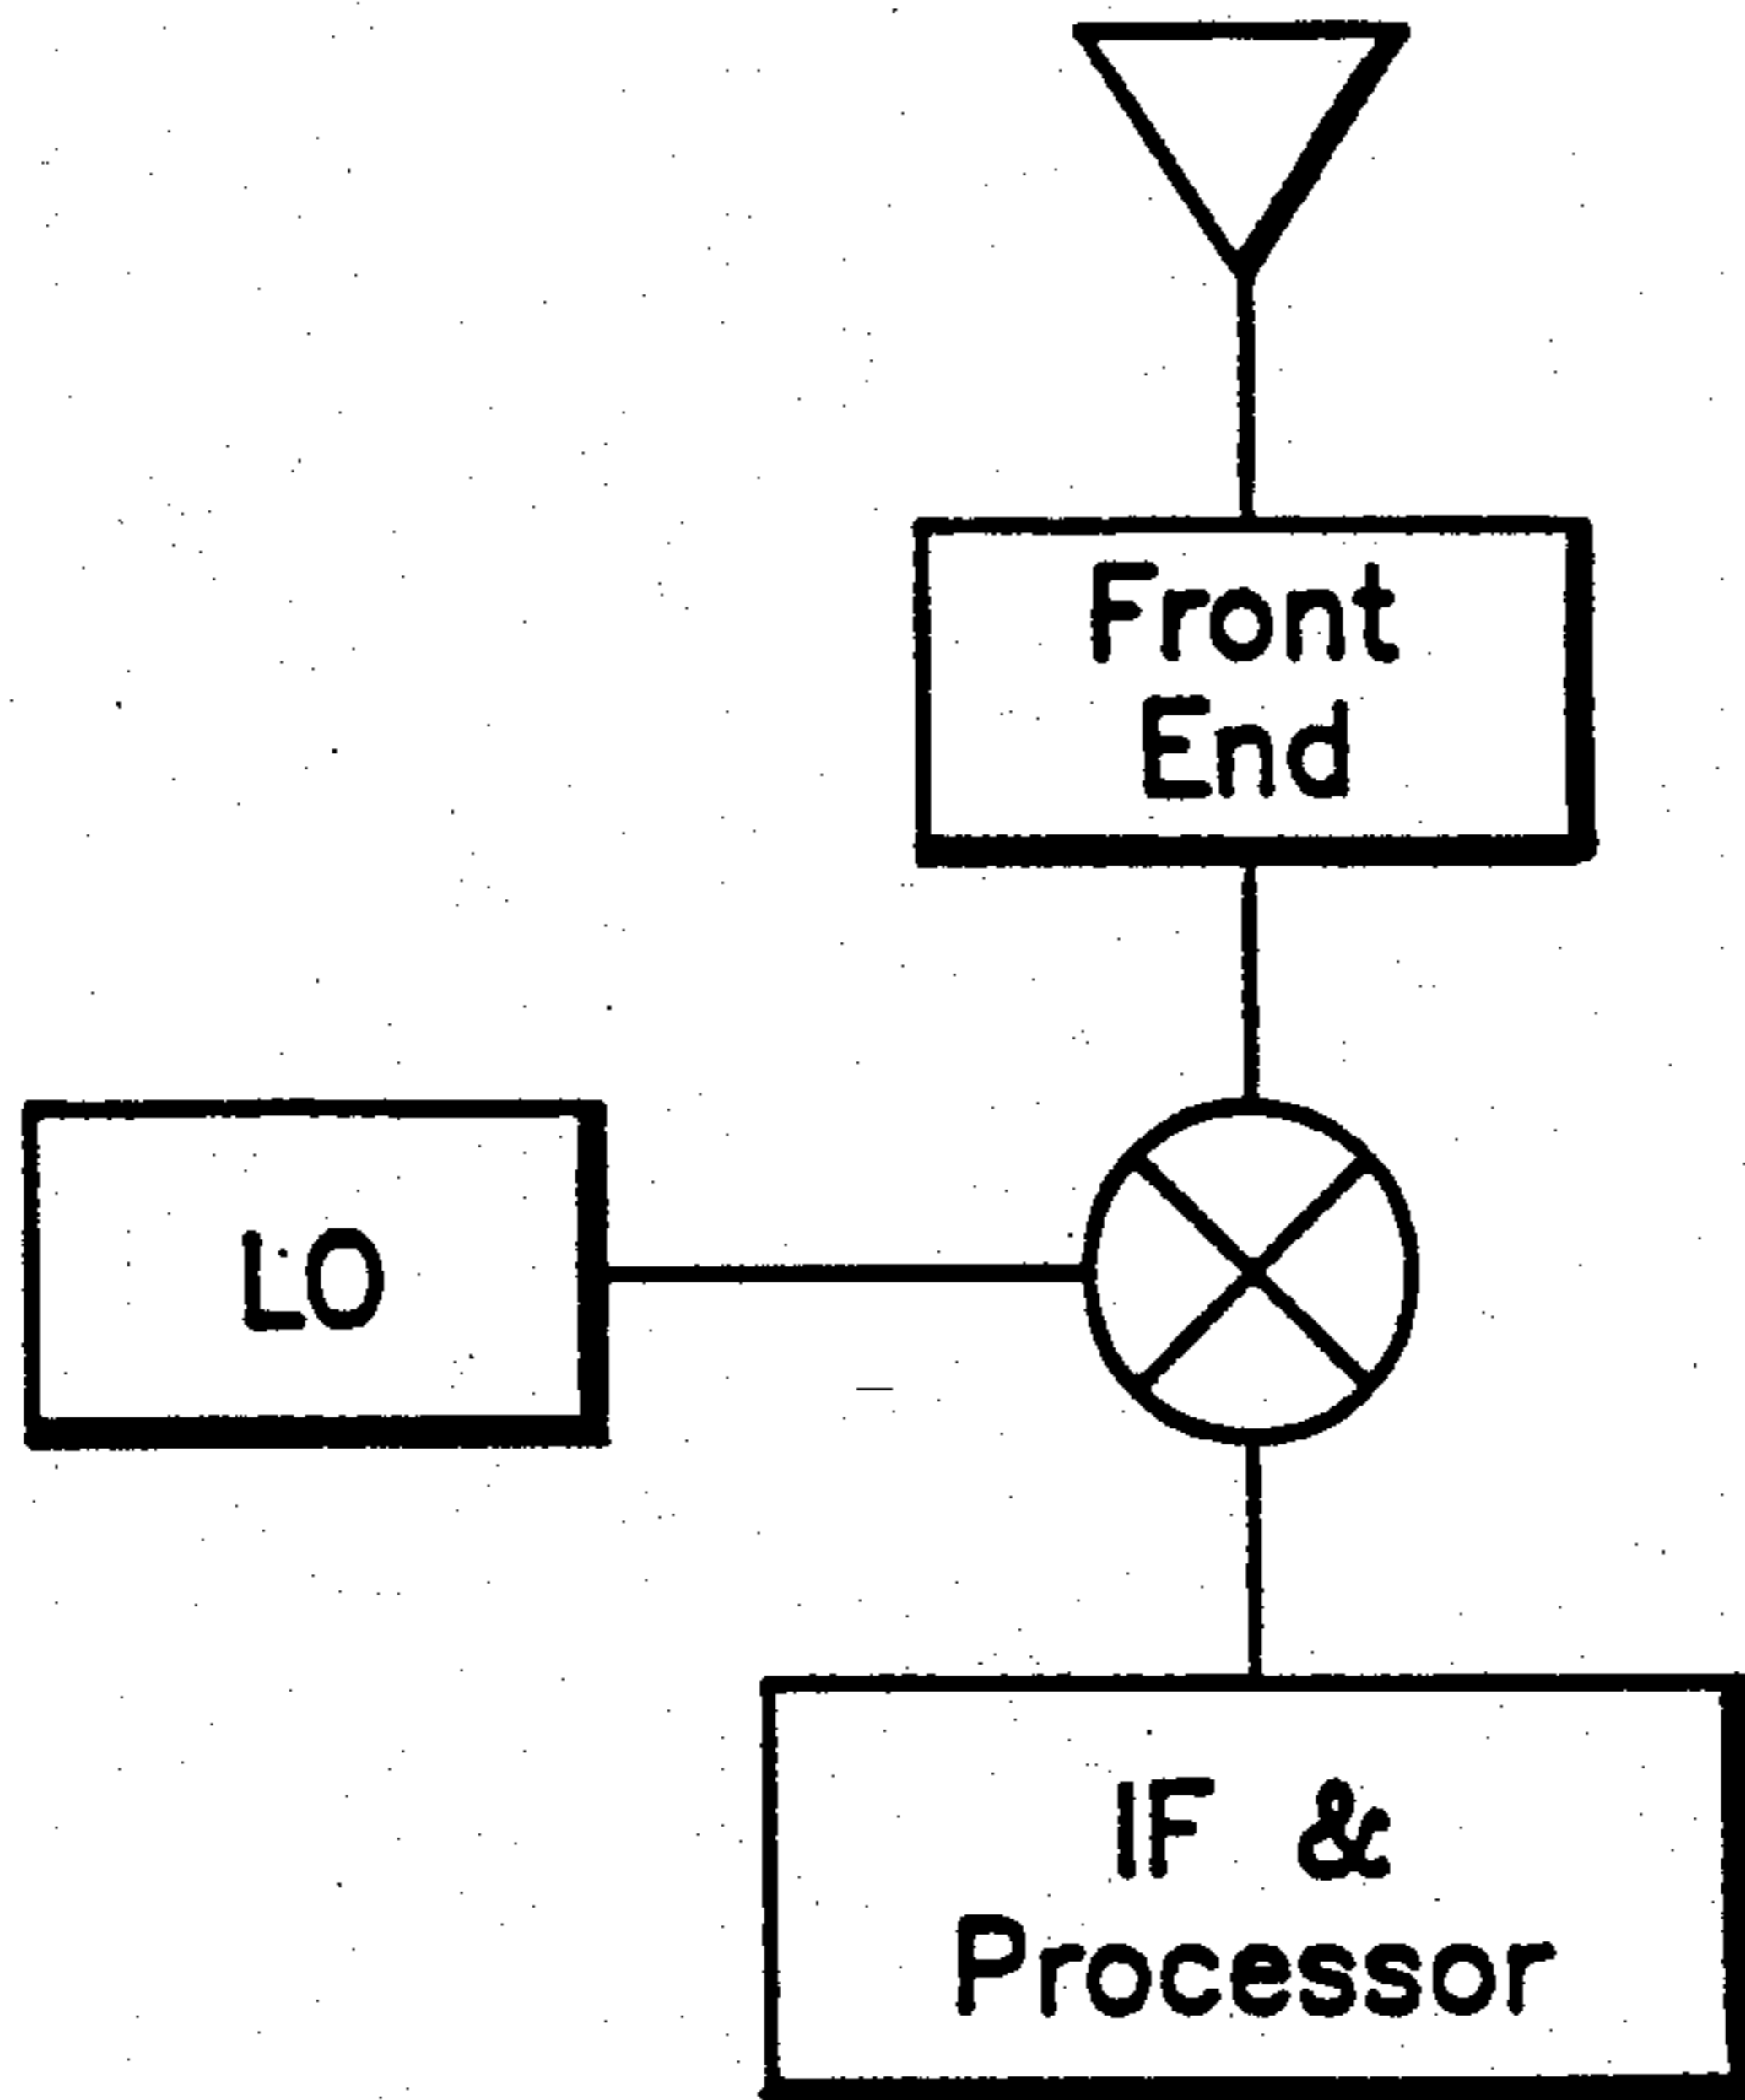 Front
End
LO
IF &
Processor